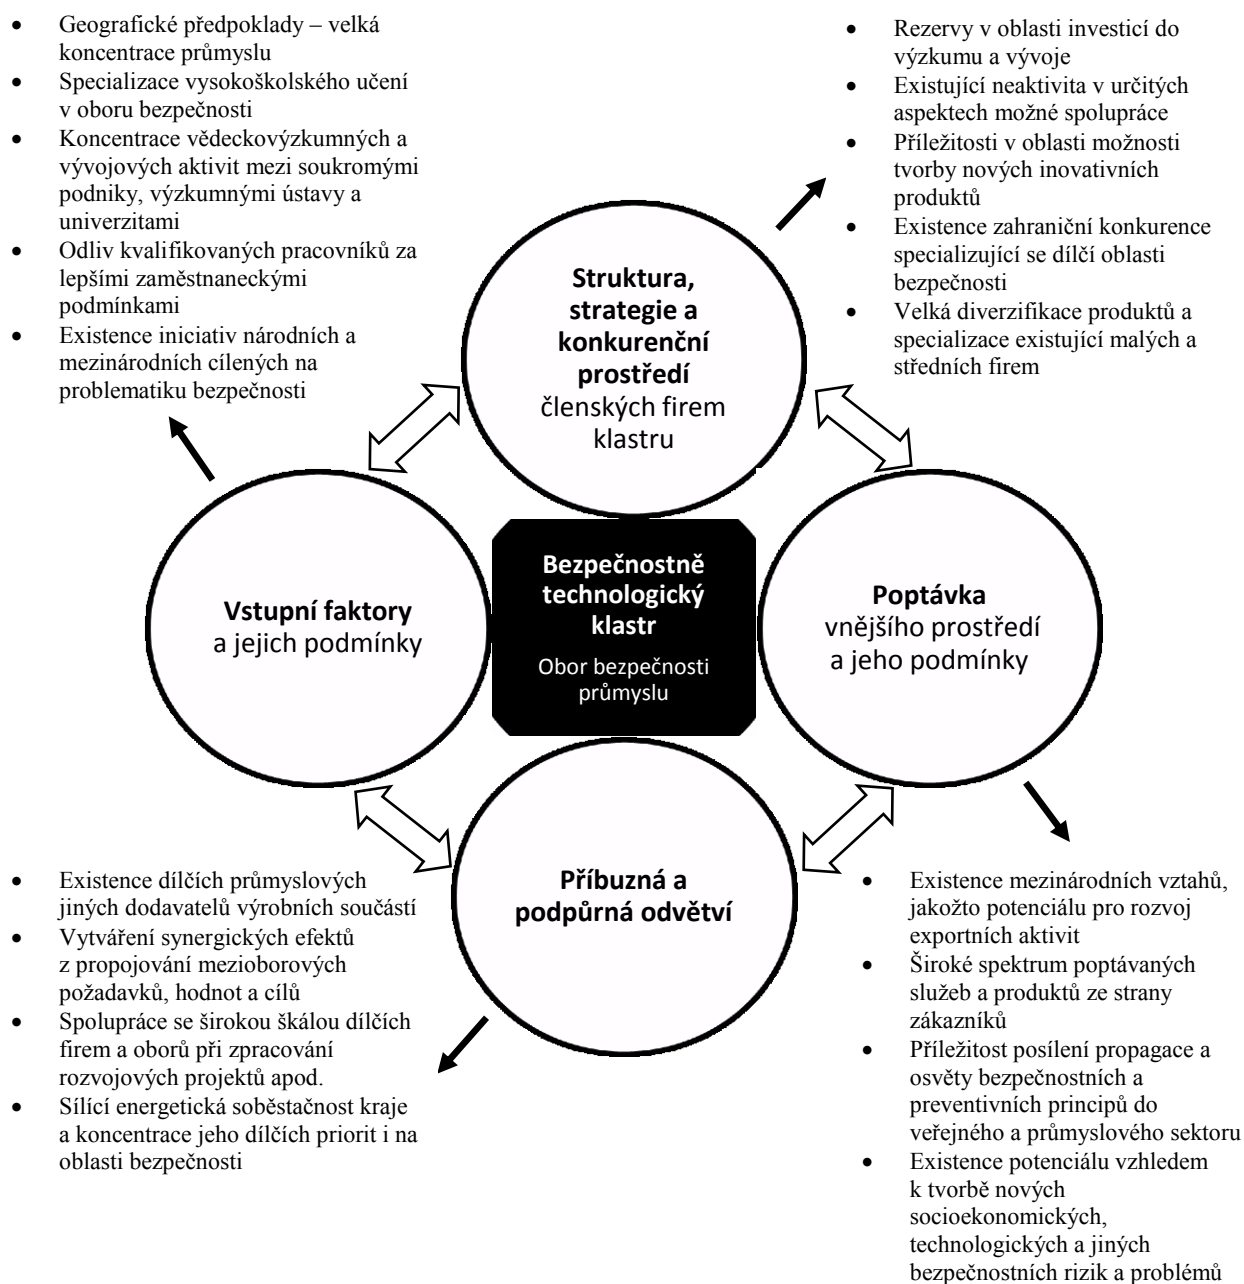 • Geografické předpoklady – velká
koncentrace průmyslu
• Specializace vysokoškolského učení
v oboru bezpečnosti
• Koncentrace vědeckovýzkumných a
vývojových aktivit mezi soukromými
podniky, výzkumnými ústavy a
univerzitami
• Odliv kvalifikovaných pracovníků za
lepšími zaměstnaneckými
podmínkami
• Existence iniciativ národních a
mezinárodních cílených na
problematiku bezpečnosti
• Rezervy v oblasti investicí do
výzkumu a vývoje
• Existující neaktivita v určitých
aspektech možné spolupráce
• Příležitosti v oblasti možnosti
tvorby nových inovativních
produktů
• Existence zahraniční konkurence
specializující se dílčí oblasti
bezpečnosti
• Velká diverzifikace produktů a
specializace existující malých a
středních firem
Struktura,
strategie a
konkurenční
prostředí
členských firem
klastru
Vstupní faktory
a jejich podmínky
Bezpečnostně
technologický
klastr
Obor bezpečnosti
průmyslu
Poptávka
vnějšího prostředí
a jeho podmínky
Příbuzná a
podpůrná odvětví
• Existence dílčích průmyslových
jiných dodavatelů výrobních součástí
• Vytváření synergických efektů
z propojování mezioborových
požadavků, hodnot a cílů
• Spolupráce se širokou škálou dílčích
firem a oborů při zpracování
rozvojových projektů apod.
• Sílící energetická soběstačnost kraje
a koncentrace jeho dílčích priorit i na
oblasti bezpečnosti
• Existence mezinárodních vztahů,
jakožto potenciálu pro rozvoj
exportních aktivit
• Široké spektrum poptávaných
služeb a produktů ze strany
zákazníků
• Příležitost posílení propagace a
osvěty bezpečnostních a
preventivních principů do
veřejného a průmyslového sektoru
• Existence potenciálu vzhledem
k tvorbě nových
socioekonomických,
technologických a jiných
bezpečnostních rizik a problémů